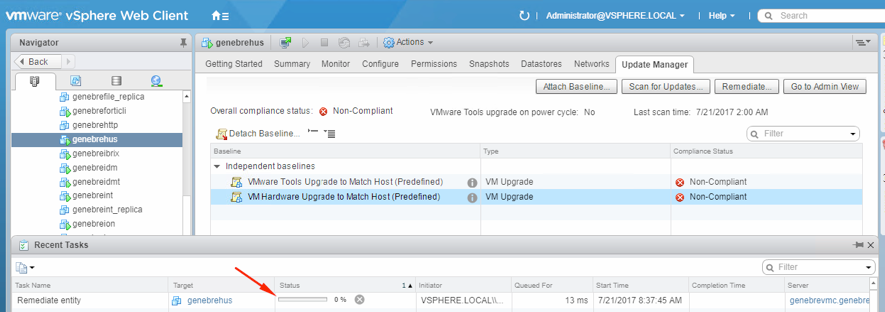 vmware® vSphere Web Client
Administrator@VSPHERE.LOCAL
Help
Search
Navigator
Back
genebrefile_replica
genebreforticli
genebrehttp
genebrehus
genebreibrix
genebreidm
genebreidmt
genebreint
genebreint_replica
genebreion
genebrehus
Actions
Getting Started Summary Monitor Configure Permissions Snapshots Datastores Networks Update Manager
Attach Baseline... Scan for Updates... Remediate... Go to Admin View
Overall compliance status: Non-Compliant VMware Tools upgrade on power cycle: No Last scan time: 7/21/2017 2:00 AM
Detach Baseline... Filter
Baseline Type Compliance Status
Independent baselines
VMware Tools Upgrade to Match Host (Predefined) VM Upgrade Non-Compliant
VM Hardware Upgrade to Match Host (Predefined) VM Upgrade Non-Compliant
Recent Tasks
Filter
Task Name Target Status 1 Initiator Queued For Start Time Completion Time Server
Remediate entity genebrehus 0 % VSPHERE.LOCAL\\... 13 ms 7/21/2017 8:37:45 AM genebrevmc.genebre